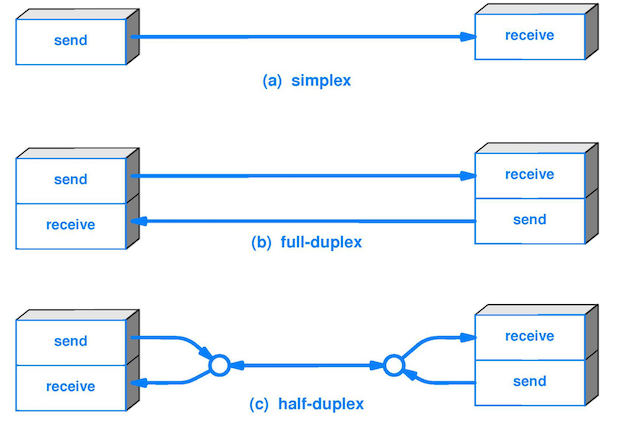 send
receive
(a) simplex
send
receive
receive
send
(b) full-duplex
send
receive
receive
send
(c) half-duplex